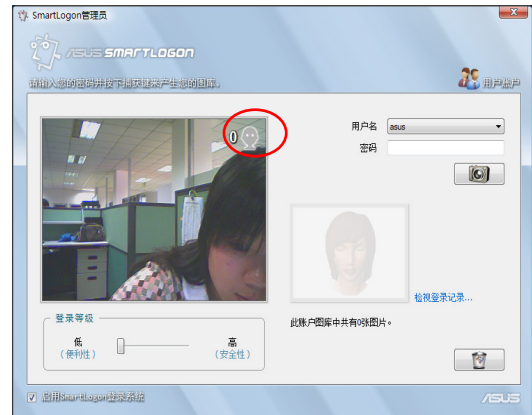 SmartLogon管理员
ASUS SMARTLOGON
请输入您的密码并按下捕获键来产生您的图库。
用户账户
0
用户名 asus
密码
检视登录记录...
此账户图库中共有0张图片。
登录等级
低 高
(便利性) (安全性)
启用SmartLogon登录系统
ASUS